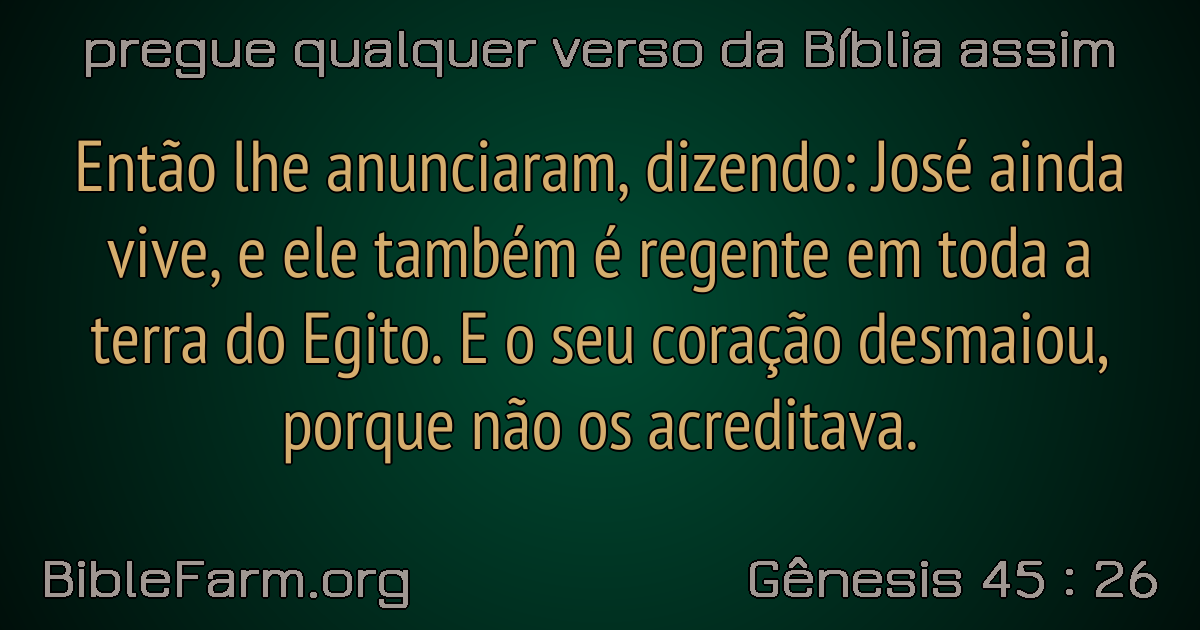 pregue qualquer verso da Bíblia assim
Então lhe anunciaram, dizendo: José ainda
vive, e ele também é regente em toda a
terra do Egito. E o seu coração desmaiou,
porque não os acreditava.
BibleFarm.org
Gênesis 45 : 26